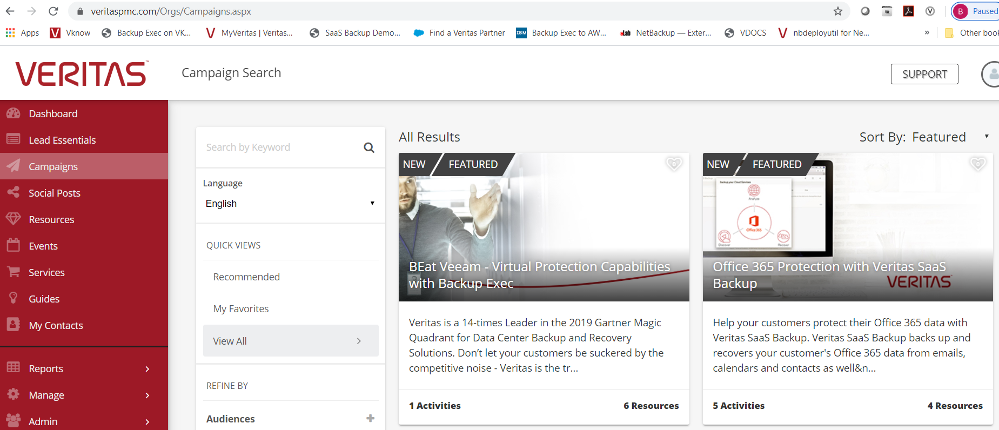 veritaspmc.com/Orgs/Campaigns.aspx
1X
B Paused
Apps
Vknow
Backup Exec on VK...
MyVeritas | Veritas...
SaaS Backup Demo...
Find a Veritas Partner
IBM
Backup Exec to AW...
Lab
NetBackup — Exter...
VDOCS
nbdeployutil for Ne...
»
Other book
VERITAS™
Campaign Search
SUPPORT
Dashboard
Lead Essentials
Campaigns
Social Posts
Resources
Events
Services
Guides
My Contacts
Reports
Manage
Admin
Search by Keyword
Language
English
QUICK VIEWS
Recommended
My Favorites
View All
REFINE BY
Audiences
All Results
Sort By: Featured
NEW FEATURED
0
BEat Veeam - Virtual Protection Capabilities
with Backup Exec
Veritas is a 14-times Leader in the 2019 Gartner Magic
Quadrant for Data Center Backup and Recovery
Solutions. Don’t let your customers be suckered by the
competitive noise - Veritas is the tr...
1 Activities
6 Resources
NEW FEATURED
0
Backup your Cloud Services
Analyze
Office 365
Discover
Recover
Office 365 Protection with Veritas SaaS
Backup
VERITAS
Help your customers protect their Office 365 data with
Veritas SaaS Backup. Veritas SaaS Backup backs up and
recovers your customer's Office 365 data from emails,
calendars and contacts as well&n...
5 Activities
4 Resources